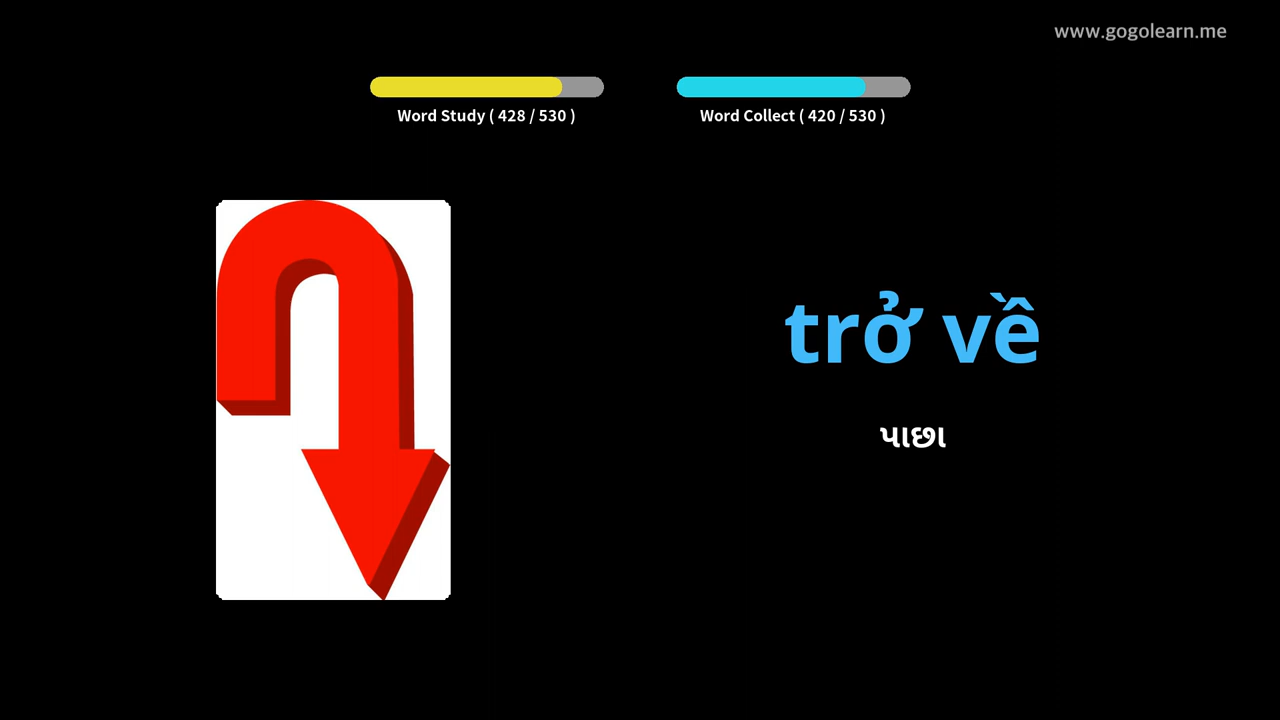 www.gogolearn.me
Word Study ( 428 / 530 )
Word Collect ( 420 / 530 )
trở về
પાછા